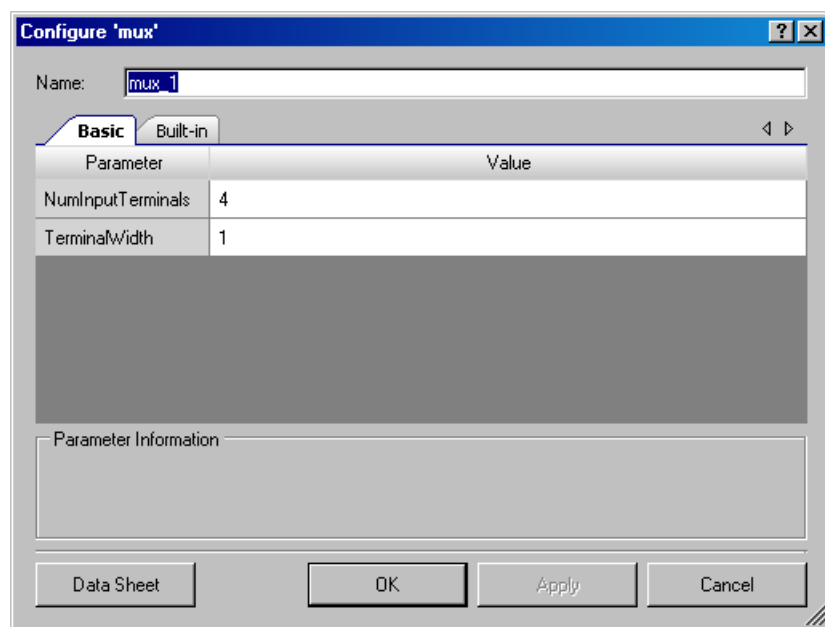 Configure 'mux'
Name: mux_1
Basic Built-in
Parameter Value
NumInputTerminals 4
TerminalWidth 1
Parameter Information
Data Sheet OK Apply Cancel